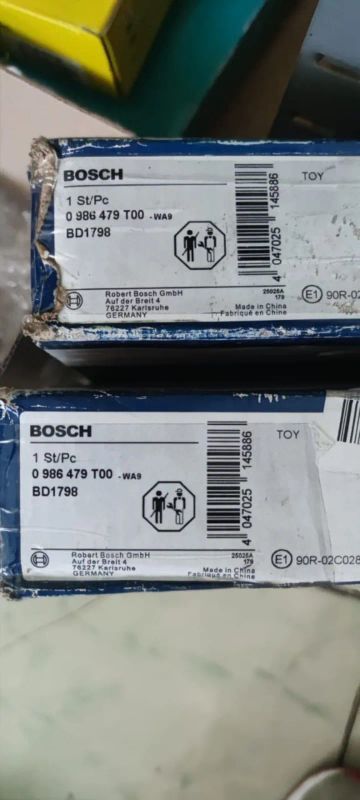 BOSCH
TOY
1 St/Pc
0 986 479 T00 -WA9
BD1798
4 047025 145886
Robert Bosch GmbH
Auf der Breit 4
76227 Karlsruhe
GERMANY
25025A
179
Made in China
Fabriqué en Chine
E1 90R-02
BOSCH
TOY
1 St/Pc
0 986 479 T00 -WA9
BD1798
4 047025 145886
Robert Bosch GmbH
Auf der Breit 4
76227 Karlsruhe
GERMANY
25025A
179
Made in China
Fabriqué en Chine
E1 90R-02C028